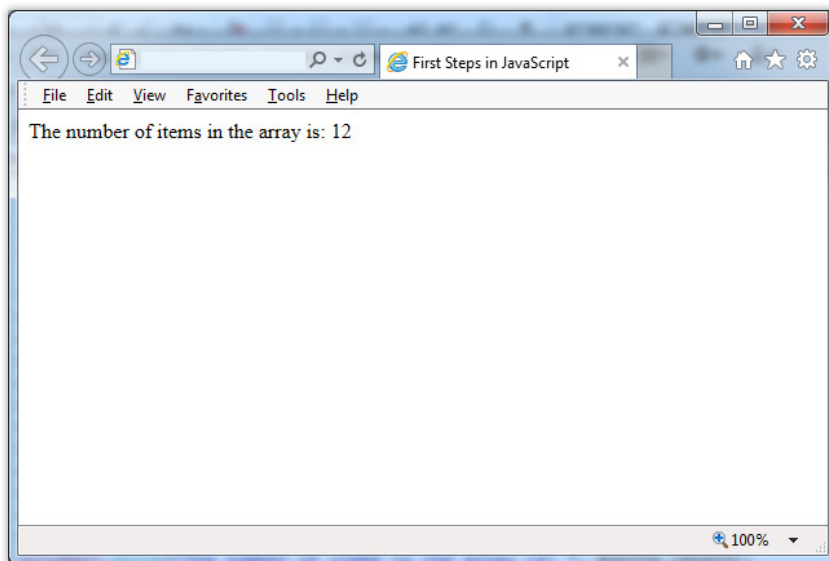 First Steps in JavaScript
File Edit View Favorites Tools Help
The number of items in the array is: 12
100%